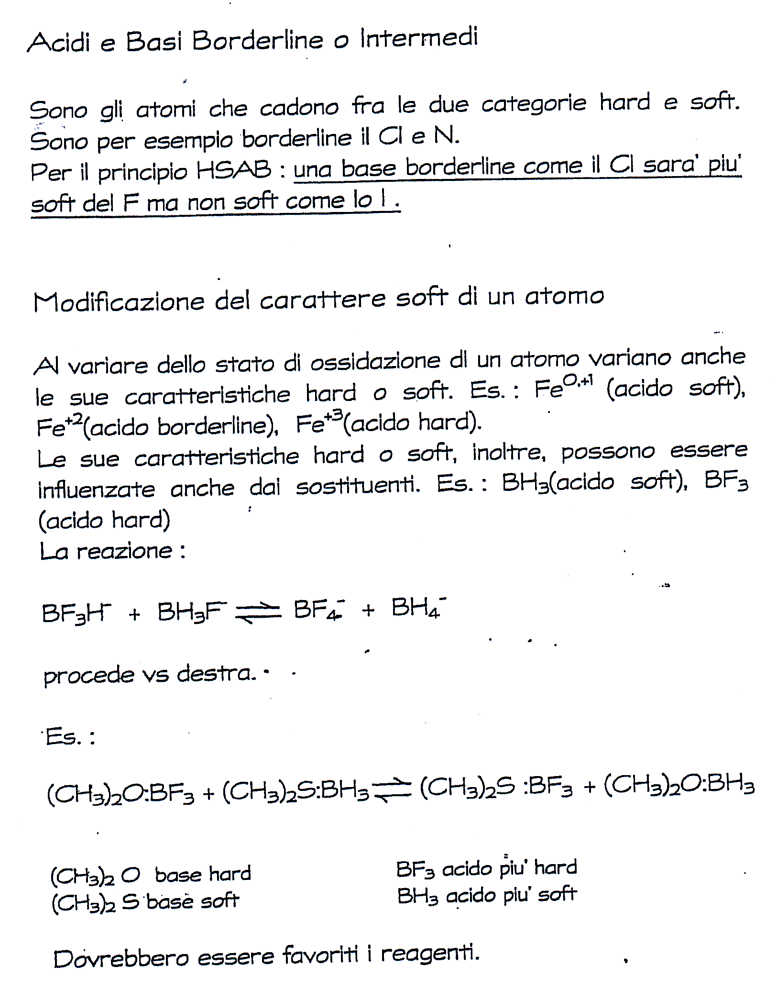 Acidi e Basi Borderline o Intermedi
Sono gli atomi che cadono fra le due categorie hard e soft.
Sono per esempio borderline il Cl e N.
Per il principio HSAB : una base borderline come il Cl sara' piu'
soft del F ma non soft come lo I .
Modificazione del carattere soft di un atomo
Al variare dello stato di ossidazione di un atomo variano anche
le sue caratteristiche hard o soft. Es. : Fe⁰,⁺¹ (acido soft),
Fe⁺²(acido borderline), Fe⁺³(acido hard).
Le sue caratteristiche hard o soft, inoltre, possono essere
influenzate anche dai sostituenti. Es. : BH₃(acido soft), BF₃
(acido hard)
La reazione :
BF₃H⁻ + BH₃F⁻ ⇌ BF₄⁻ + BH₄⁻
procede vs destra.
Es. :
(CH₃)₂O:BF₃ + (CH₃)₂S:BH₃ ⇌ (CH₃)₂S :BF₃ + (CH₃)₂O:BH₃
(CH₃)₂ O base hard BF₃ acido piu' hard
(CH₃)₂ S base soft BH₃ acido piu' soft
Dovrebbero essere favoriti i reagenti.